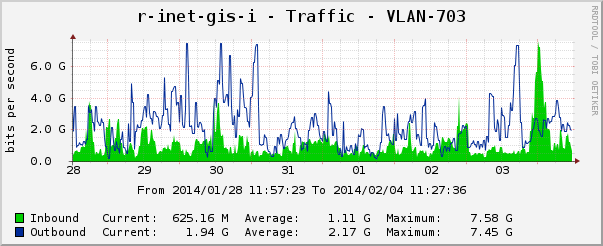 r-inet-gis-i - Traffic - VLAN-703
RRDTOOL / TOBI OETIKER
bits per second
6.0 G
4.0 G
2.0 G
0.0
28 29 30 31 01 02 03
From 2014/01/28 11:57:23 To 2014/02/04 11:27:36
Inbound Current: 625.16 M Average: 1.11 G Maximum: 7.58 G
Outbound Current: 1.94 G Average: 2.17 G Maximum: 7.45 G